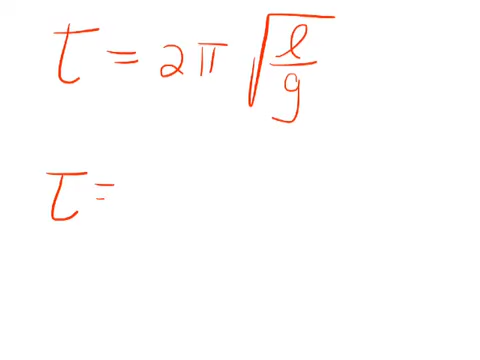 τ = 2π √(l/g)
τ =